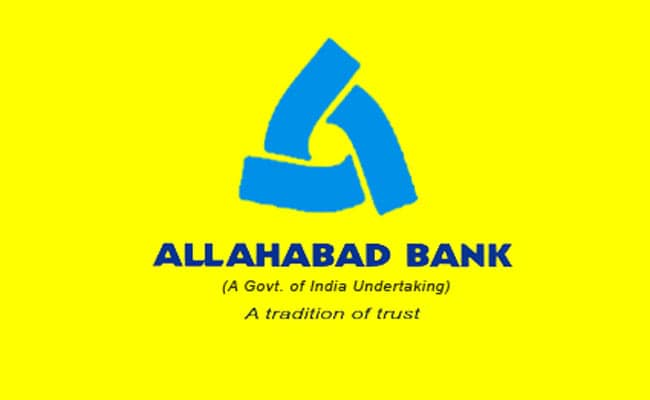 ALLAHABAD BANK
(A Govt. of India Undertaking)
A tradition of trust